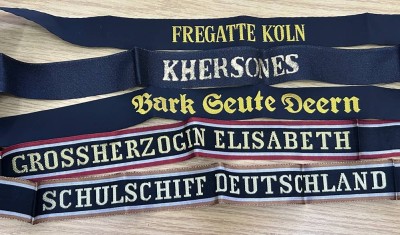 FREGATTE KÖLN
KHERSONES
Bark Seute Deern
GROSSHERZOGIN ELISABETH
SCHULSCHIFF DEUTSCHLAND